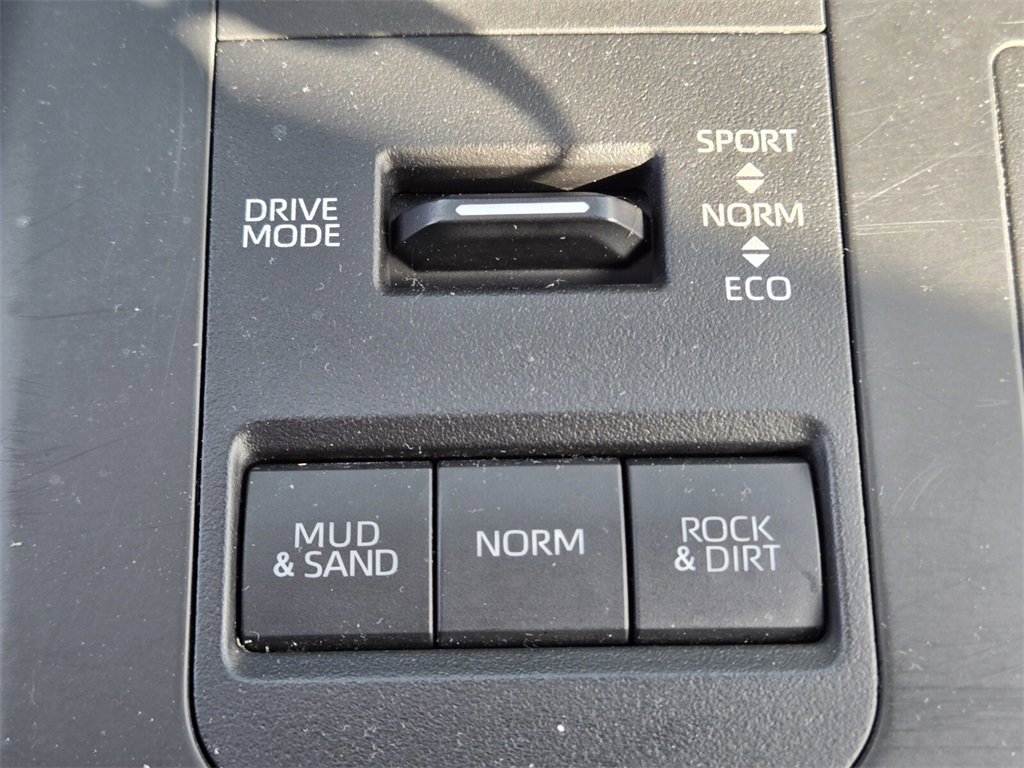 SPORT
DRIVE
MODE
NORM
ECO
MUD
& SAND
NORM
ROCK
& DIRT